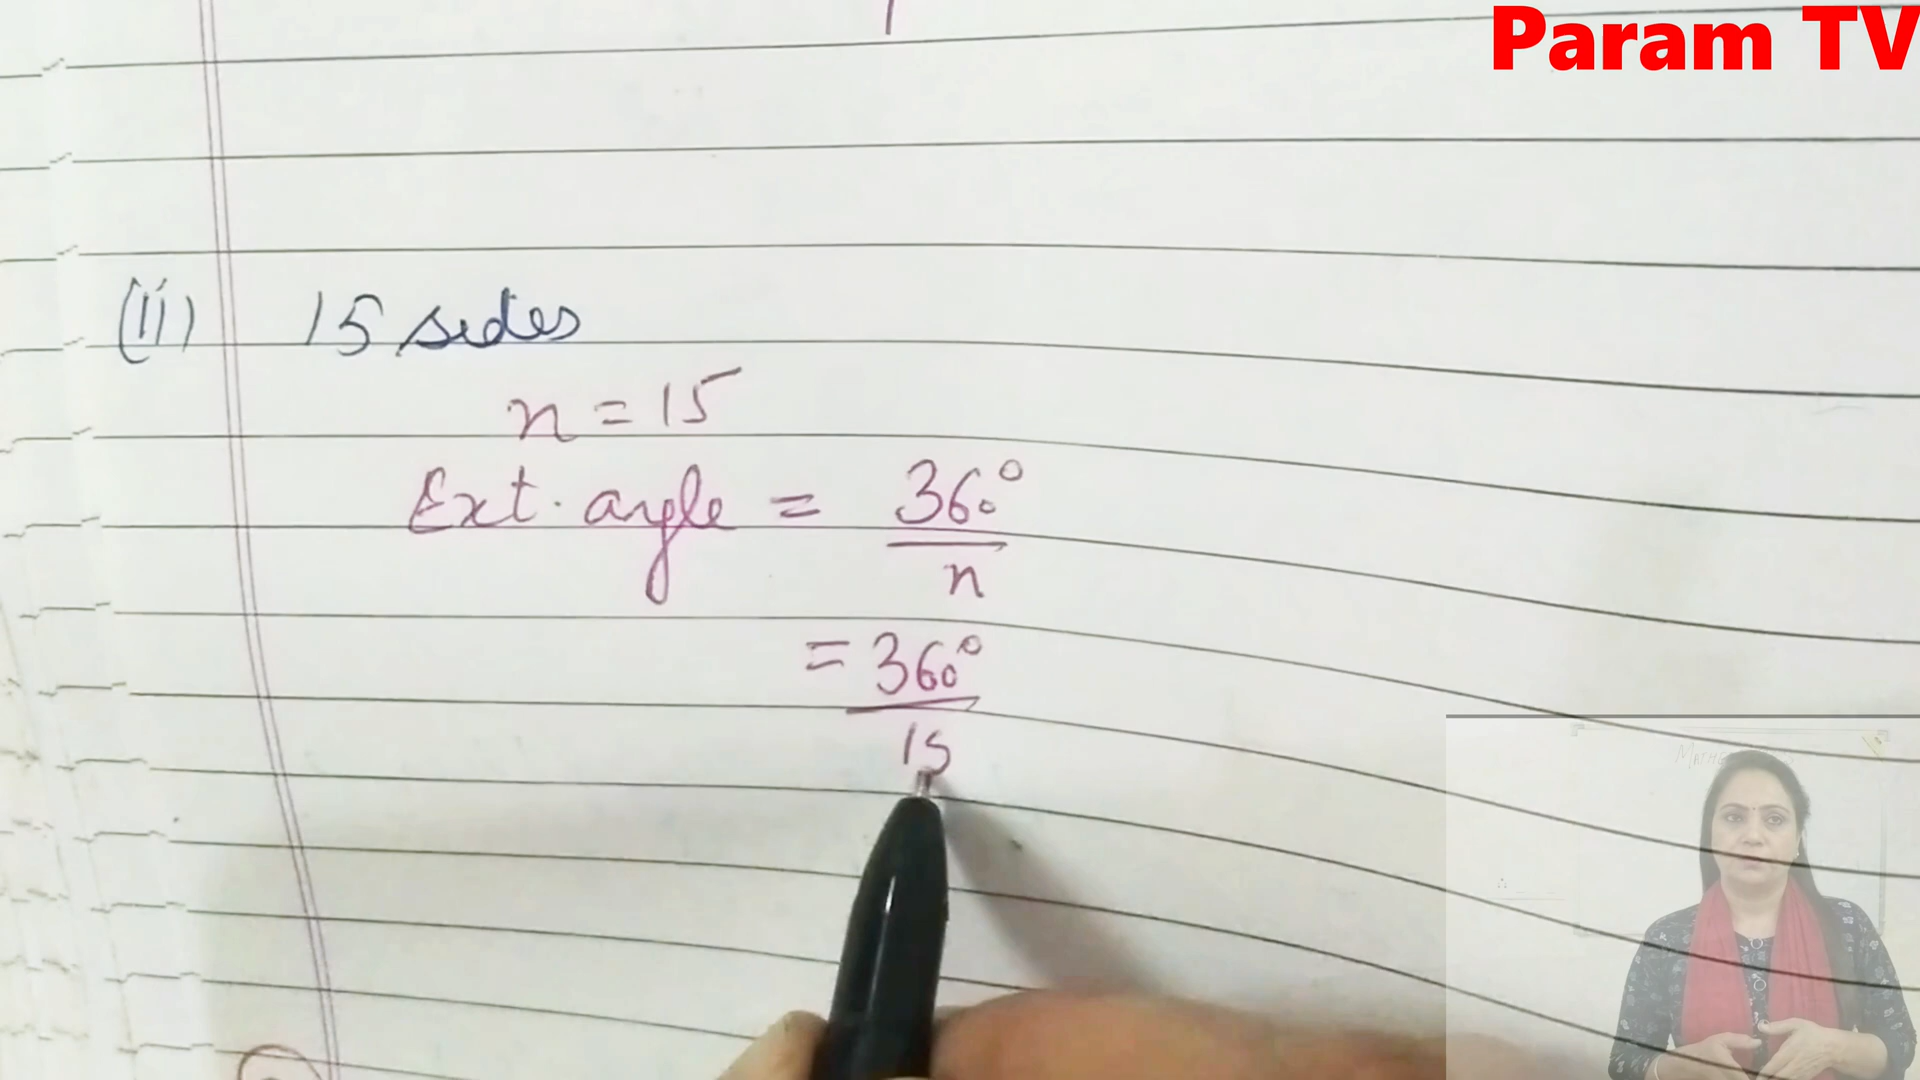 Param TV
(ii) 15 sides
n = 15
Ext. angle = 360°
n
= 360°
15